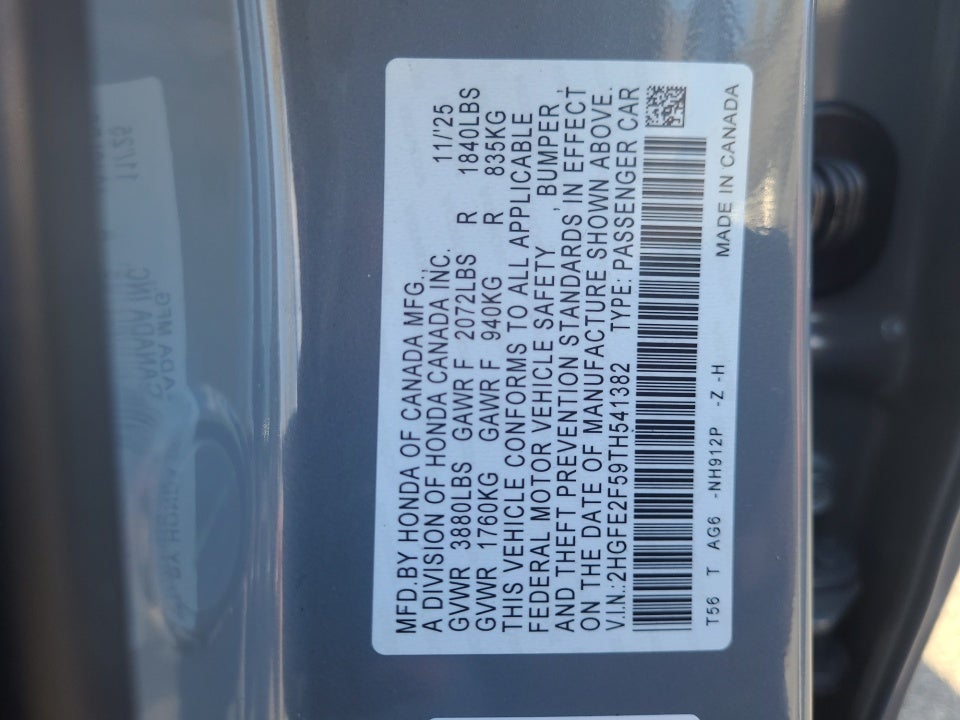 MFD.BY HONDA OF CANADA MFG., 11/'25
A DIVISION OF HONDA CANADA INC.
GVWR 3880LBS GAWR F 2072LBS R 1840LBS
GVWR 1760KG GAWR F 940KG R 835KG
THIS VEHICLE CONFORMS TO ALL APPLICABLE
FEDERAL MOTOR VEHICLE SAFETY , BUMPER ,
AND THEFT PREVENTION STANDARDS IN EFFECT
ON THE DATE OF MANUFACTURE SHOWN ABOVE.
V.I.N.:2HGFE2F59TH541382 TYPE: PASSENGER CAR
T56 T AG6 -NH912P -Z -H MADE IN CANADA